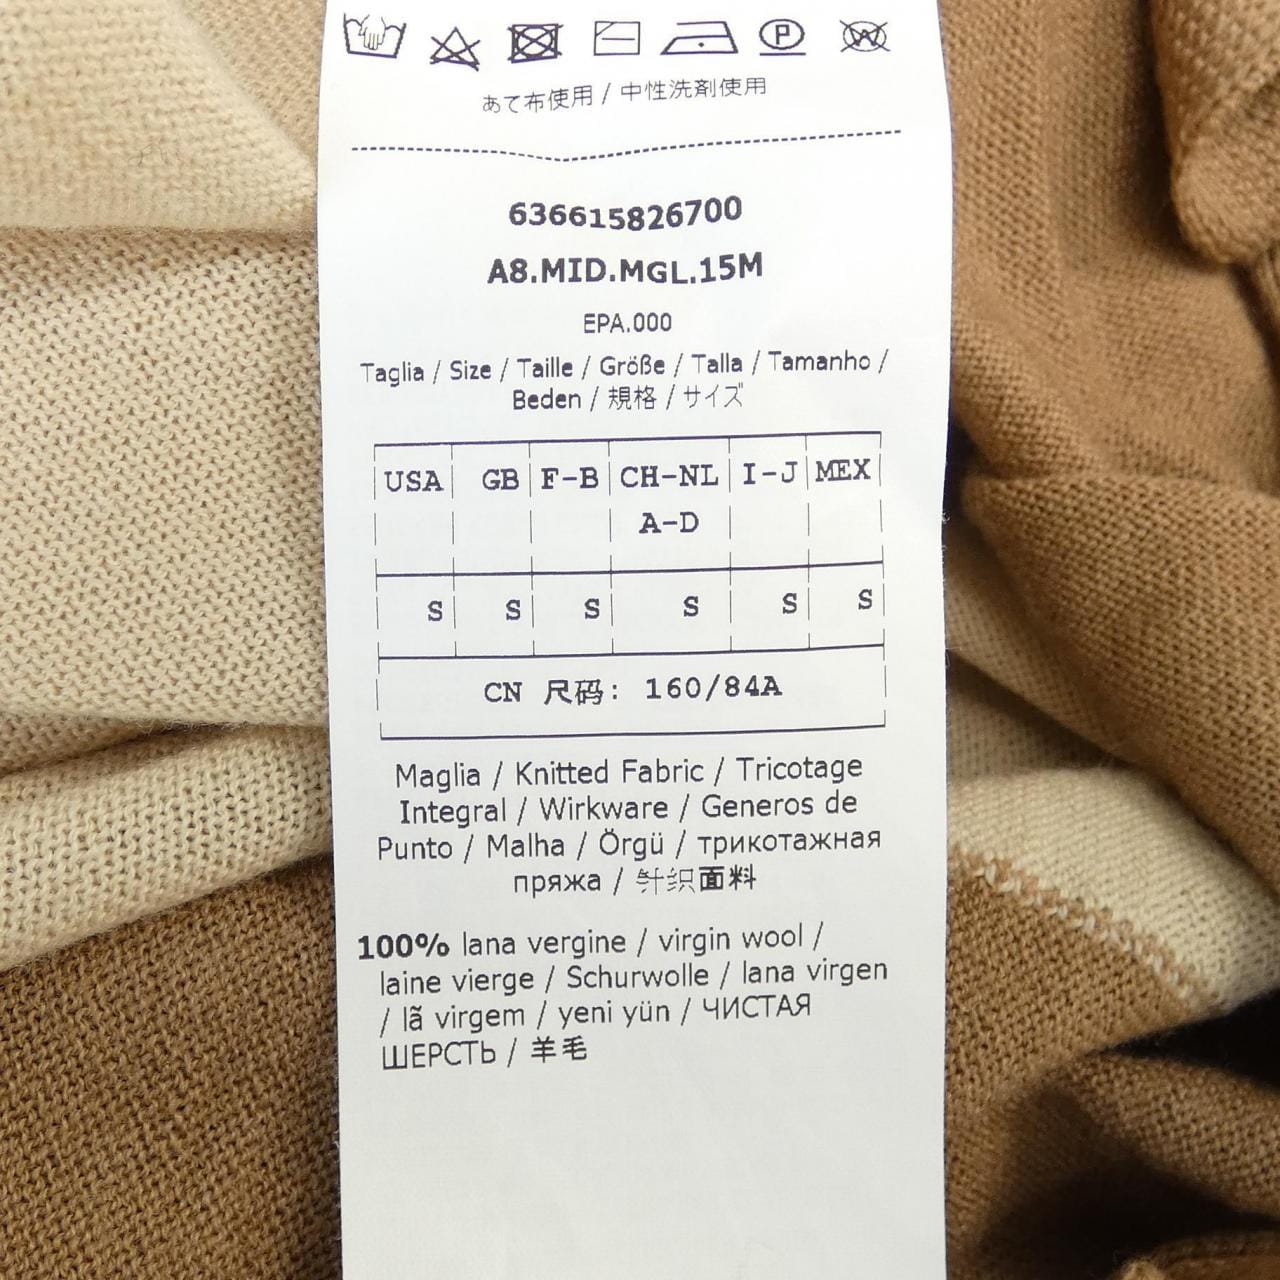 P W
あて布使用 / 中性洗剤使用
636615826700
A8.MID.MGL.15M
EPA.000
Taglia / Size / Taille / Größe / Talla / Tamanho /
Beden / 規格 / サイズ
USA GB F-B CH-NL I-J MEX
A-D
S S S S S S
CN 尺码: 160/84A
Maglia / Knitted Fabric / Tricotage
Integral / Wirkware / Generos de
Punto / Malha / Örgü / трикотажная
пряжа / 针织面料
100% lana vergine / virgin wool /
laine vierge / Schurwolle / lana virgen
/ lã virgem / yeni yün / ЧИСТАЯ
ШЕРСТЬ / 羊毛